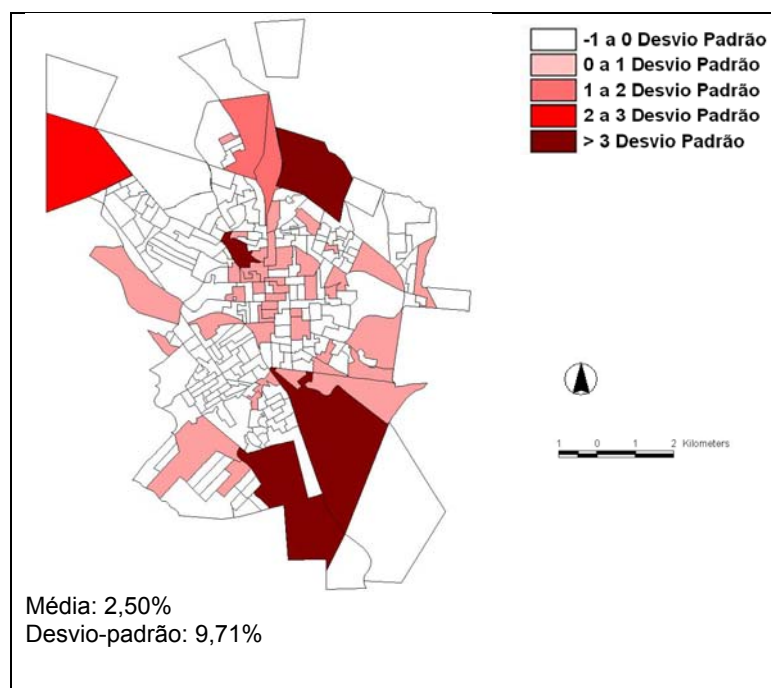 -1 a 0 Desvio Padrão
0 a 1 Desvio Padrão
1 a 2 Desvio Padrão
2 a 3 Desvio Padrão
> 3 Desvio Padrão
1 0 1 2 Kilometers
Média: 2,50%
Desvio-padrão: 9,71%